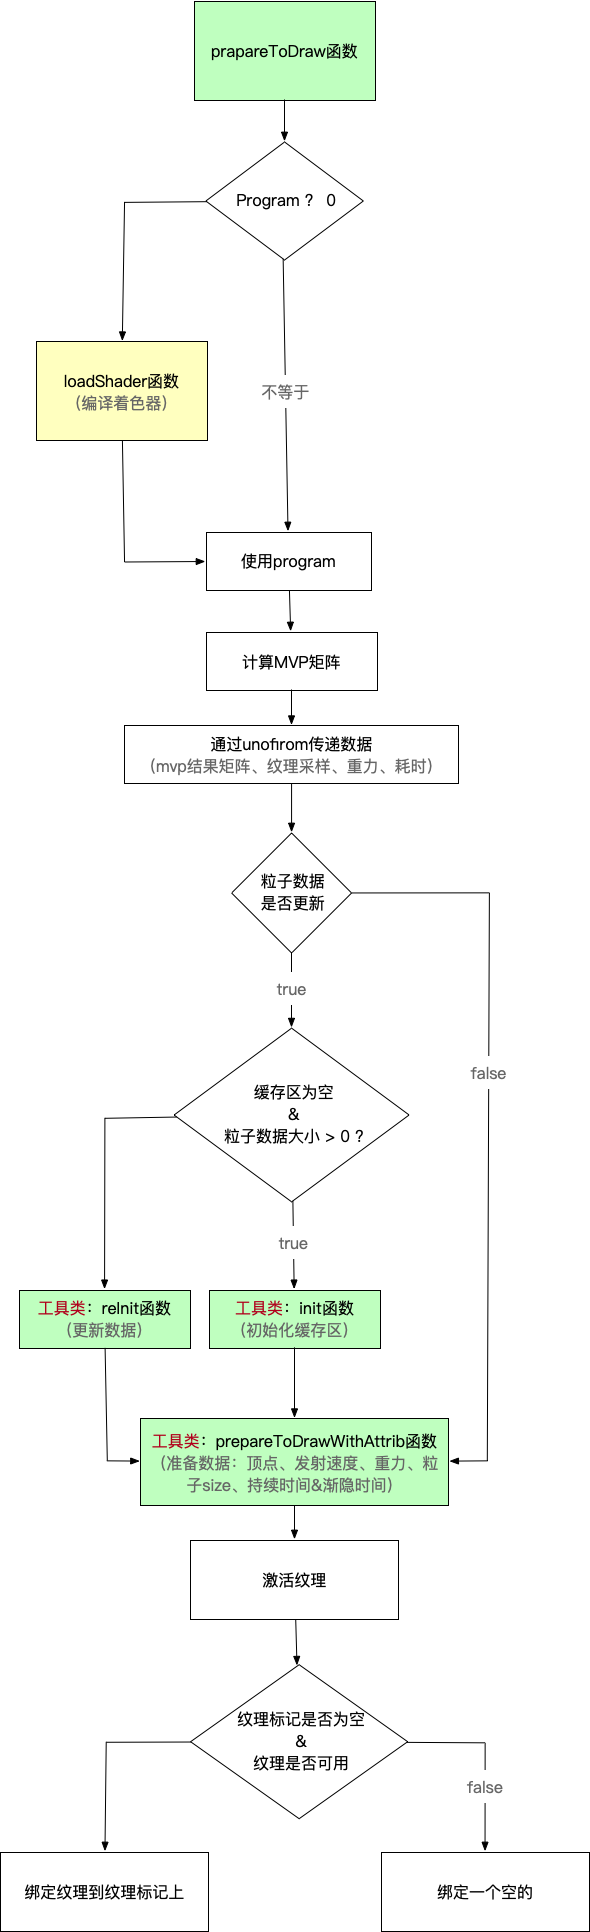 prapareToDraw函数
Program ? 0
loadShader函数
（编译着色器）
不等于
使用program
计算MVP矩阵
通过unofirom传递数据
（mvp结果矩阵、纹理采样、重力、耗时）
粒子数据
是否更新
true
false
缓存区为空
&
粒子数据大小 > 0 ?
true
工具类：reInit函数
（更新数据）
工具类：init函数
（初始化缓存区）
工具类：prepareToDrawWithAttrib函数
（准备数据：顶点、发射速度、重力、粒
子size、持续时间&渐隐时间）
激活纹理
纹理标记是否为空
&
纹理是否可用
false
绑定纹理到纹理标记上
绑定一个空的